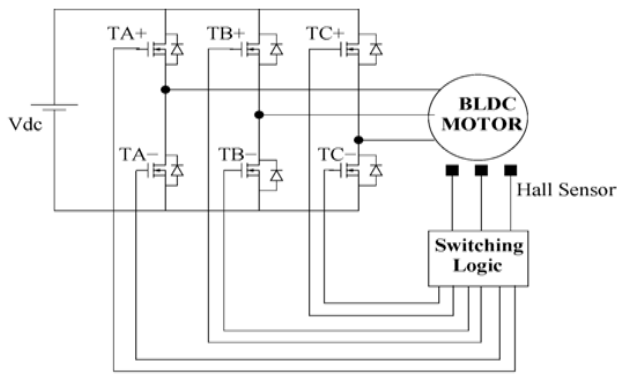 TA+
TB+
TC+
Vdc
BLDC
MOTOR
TA−
TB−
TC−
Hall Sensor
Switching
Logic